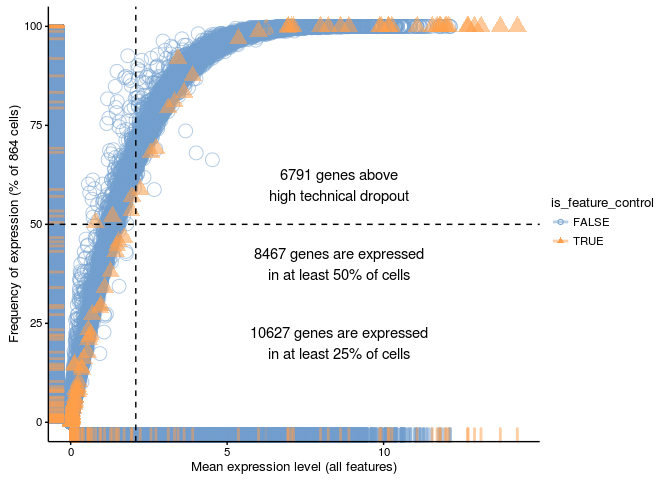 Frequency of expression (% of 864 cells)
100
75
50
25
0
6791 genes above
high technical dropout
8467 genes are expressed
in at least 50% of cells
10627 genes are expressed
in at least 25% of cells
0
5
10
Mean expression level (all features)
is_feature_control
FALSE
TRUE